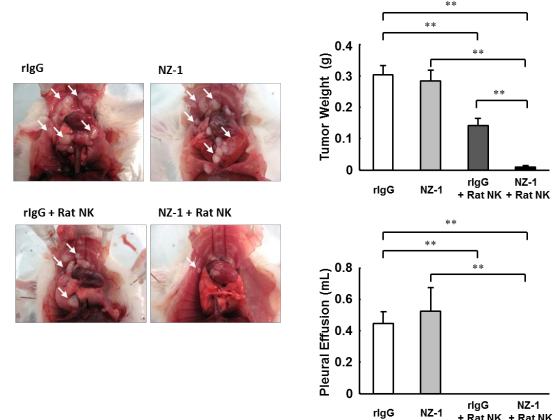 rIgG
NZ-1
rIgG + Rat NK
NZ-1 + Rat NK
**
**
**
**
Tumor Weight (g)
0.4
0.3
0.2
0.1
0
rIgG
NZ-1
rIgG
+ Rat NK
NZ-1
+ Rat NK
**
**
**
Pleural Effusion (mL)
0.8
0.6
0.4
0.2
0
rIgG
NZ-1
rIgG
+ Rat NK
NZ-1
+ Rat NK